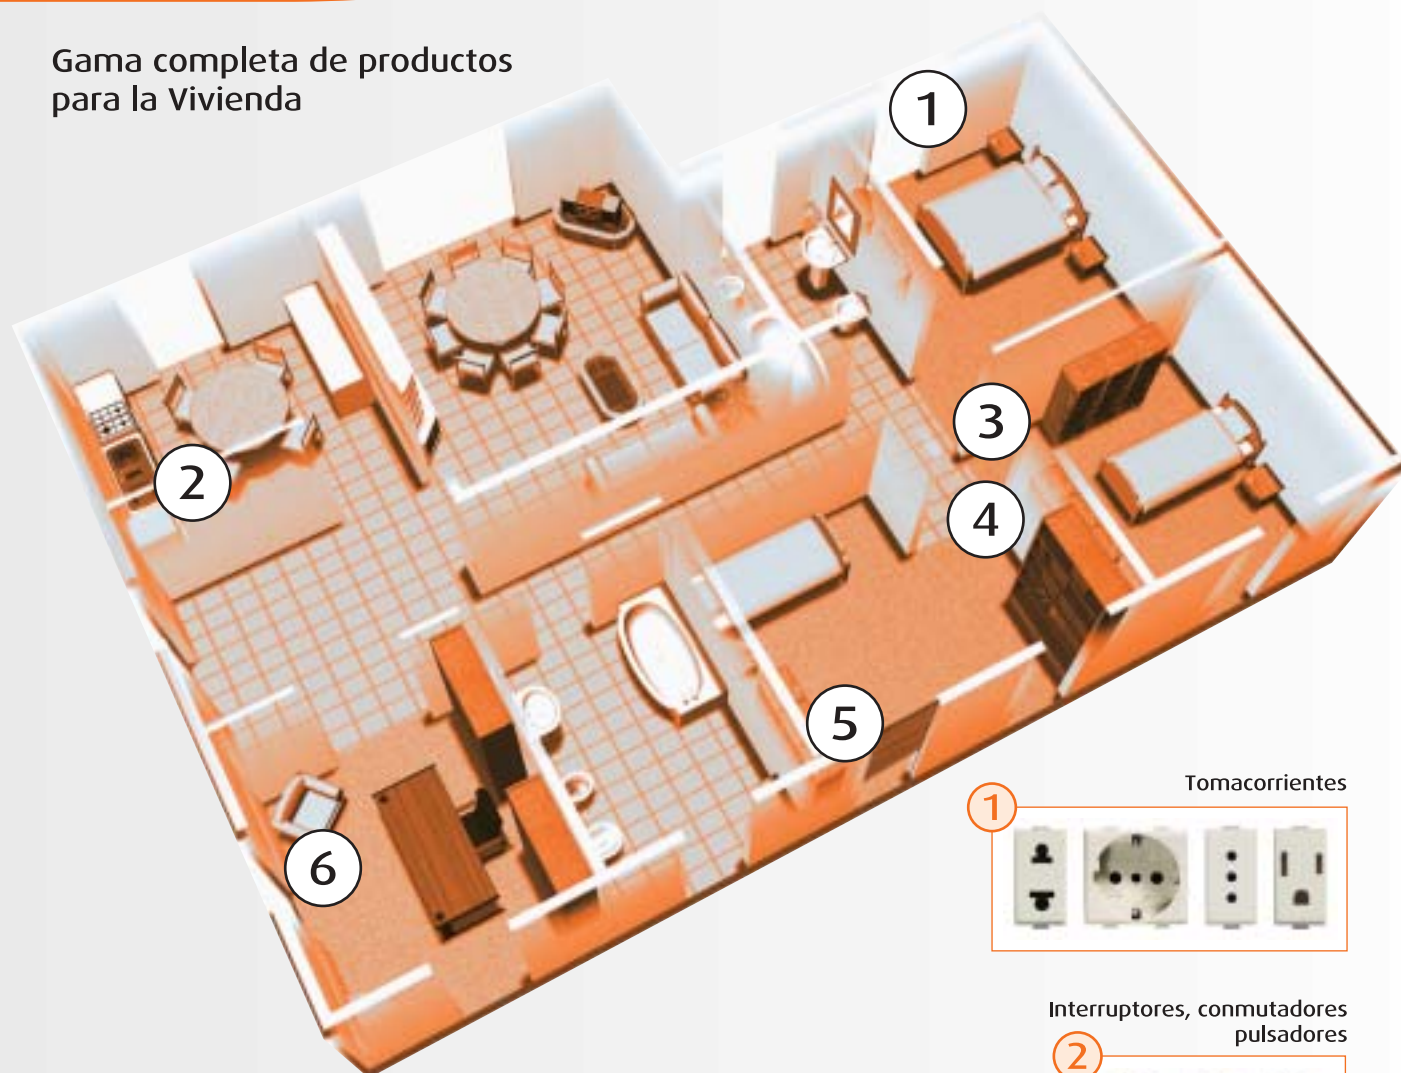 Gama completa de productos
para la Vivienda
1
2
3
4
5
6
Tomacorrientes
1
Interruptores, conmutadores
pulsadores
2